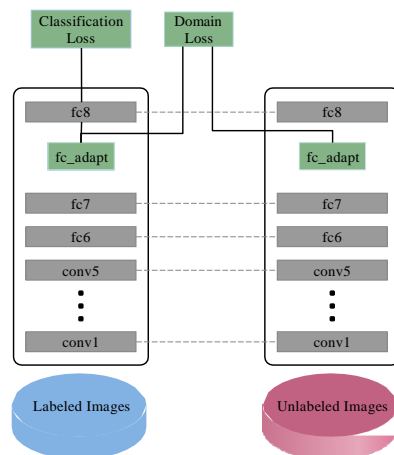 Classification
Loss
Domain
Loss
fc8
fc8
fc_adapt
fc_adapt
fc7
fc7
fc6
fc6
conv5
conv5
conv1
conv1
Labeled Images
Unlabeled Images